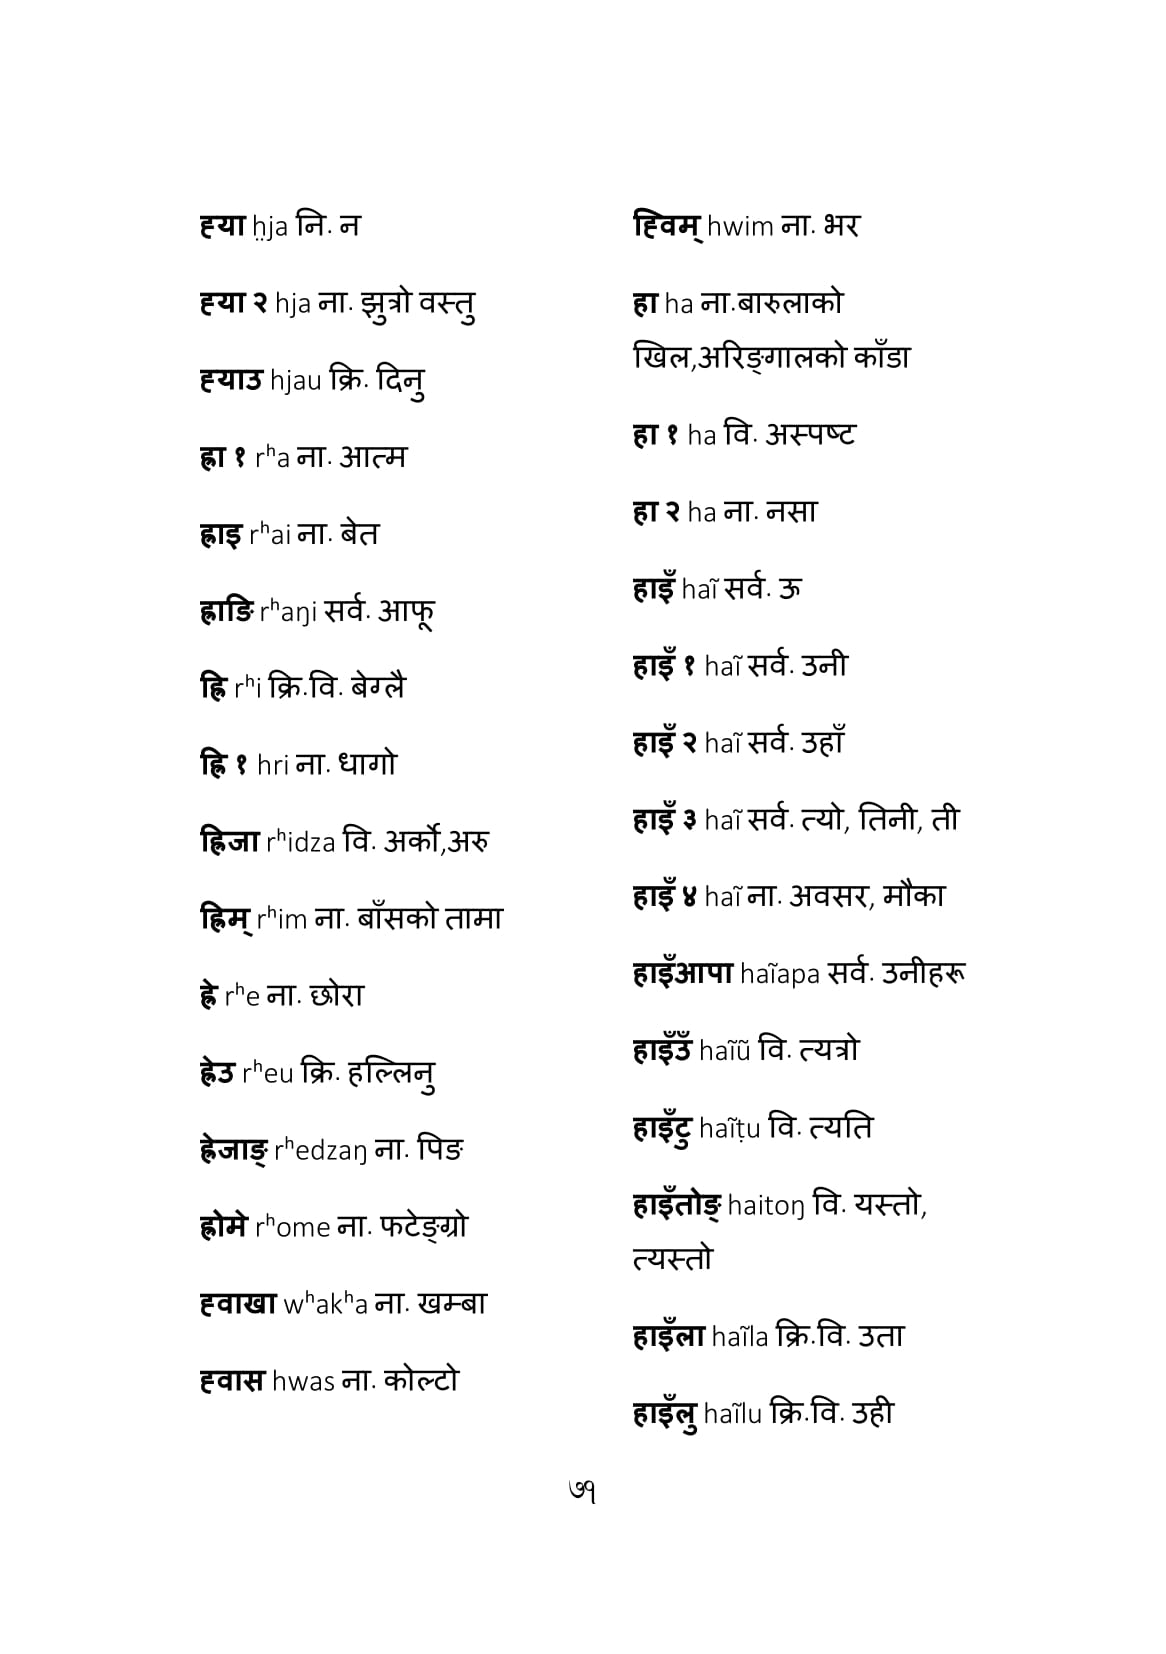 ह्या h̤ja नि. न
ह्या २ hja ना. झुत्रो वस्तु
ह्याउ hjau क्रि. दिनु
ह्रा १ rʰa ना. आत्म
ह्राइ rʰai ना. बेत
ह्राङि rʰaŋi सर्व. आफू
ह्रि rʰi क्रि.वि. बेग्लै
ह्रि १ hri ना. धागो
ह्रिजा rʰidza वि. अर्को,अरु
ह्रिम् rʰim ना. बाँसको तामा
ह्रे rʰe ना. छोरा
ह्रेउ rʰeu क्रि. हल्लिनु
ह्रेजाङ् rʰedzaŋ ना. पिङ
ह्रोमे rʰome ना. फटेङ्ग्रो
ह्वाखा wʰakʰa ना. खम्बा
ह्वास hwas ना. कोल्टो
ह्विम् hwim ना. भर
हा ha ना.बारुलाको
खिल,अरिङ्गालको काँडा
हा १ ha वि. अस्पष्ट
हा २ ha ना. नसा
हाइँ haĩ सर्व. ऊ
हाइँ १ haĩ सर्व. उनी
हाइँ २ haĩ सर्व. उहाँ
हाइँ ३ haĩ सर्व. त्यो, तिनी, ती
हाइँ ४ haĩ ना. अवसर, मौका
हाइँआपा haĩapa सर्व. उनीहरू
हाइँउँ haĩũ वि. त्यत्रो
हाइँटु haĩṭu वि. त्यति
हाइँतोङ् haitoŋ वि. यस्तो,
त्यस्तो
हाइँला haĩla क्रि.वि. उता
हाइँलु haĩlu क्रि.वि. उही
७१